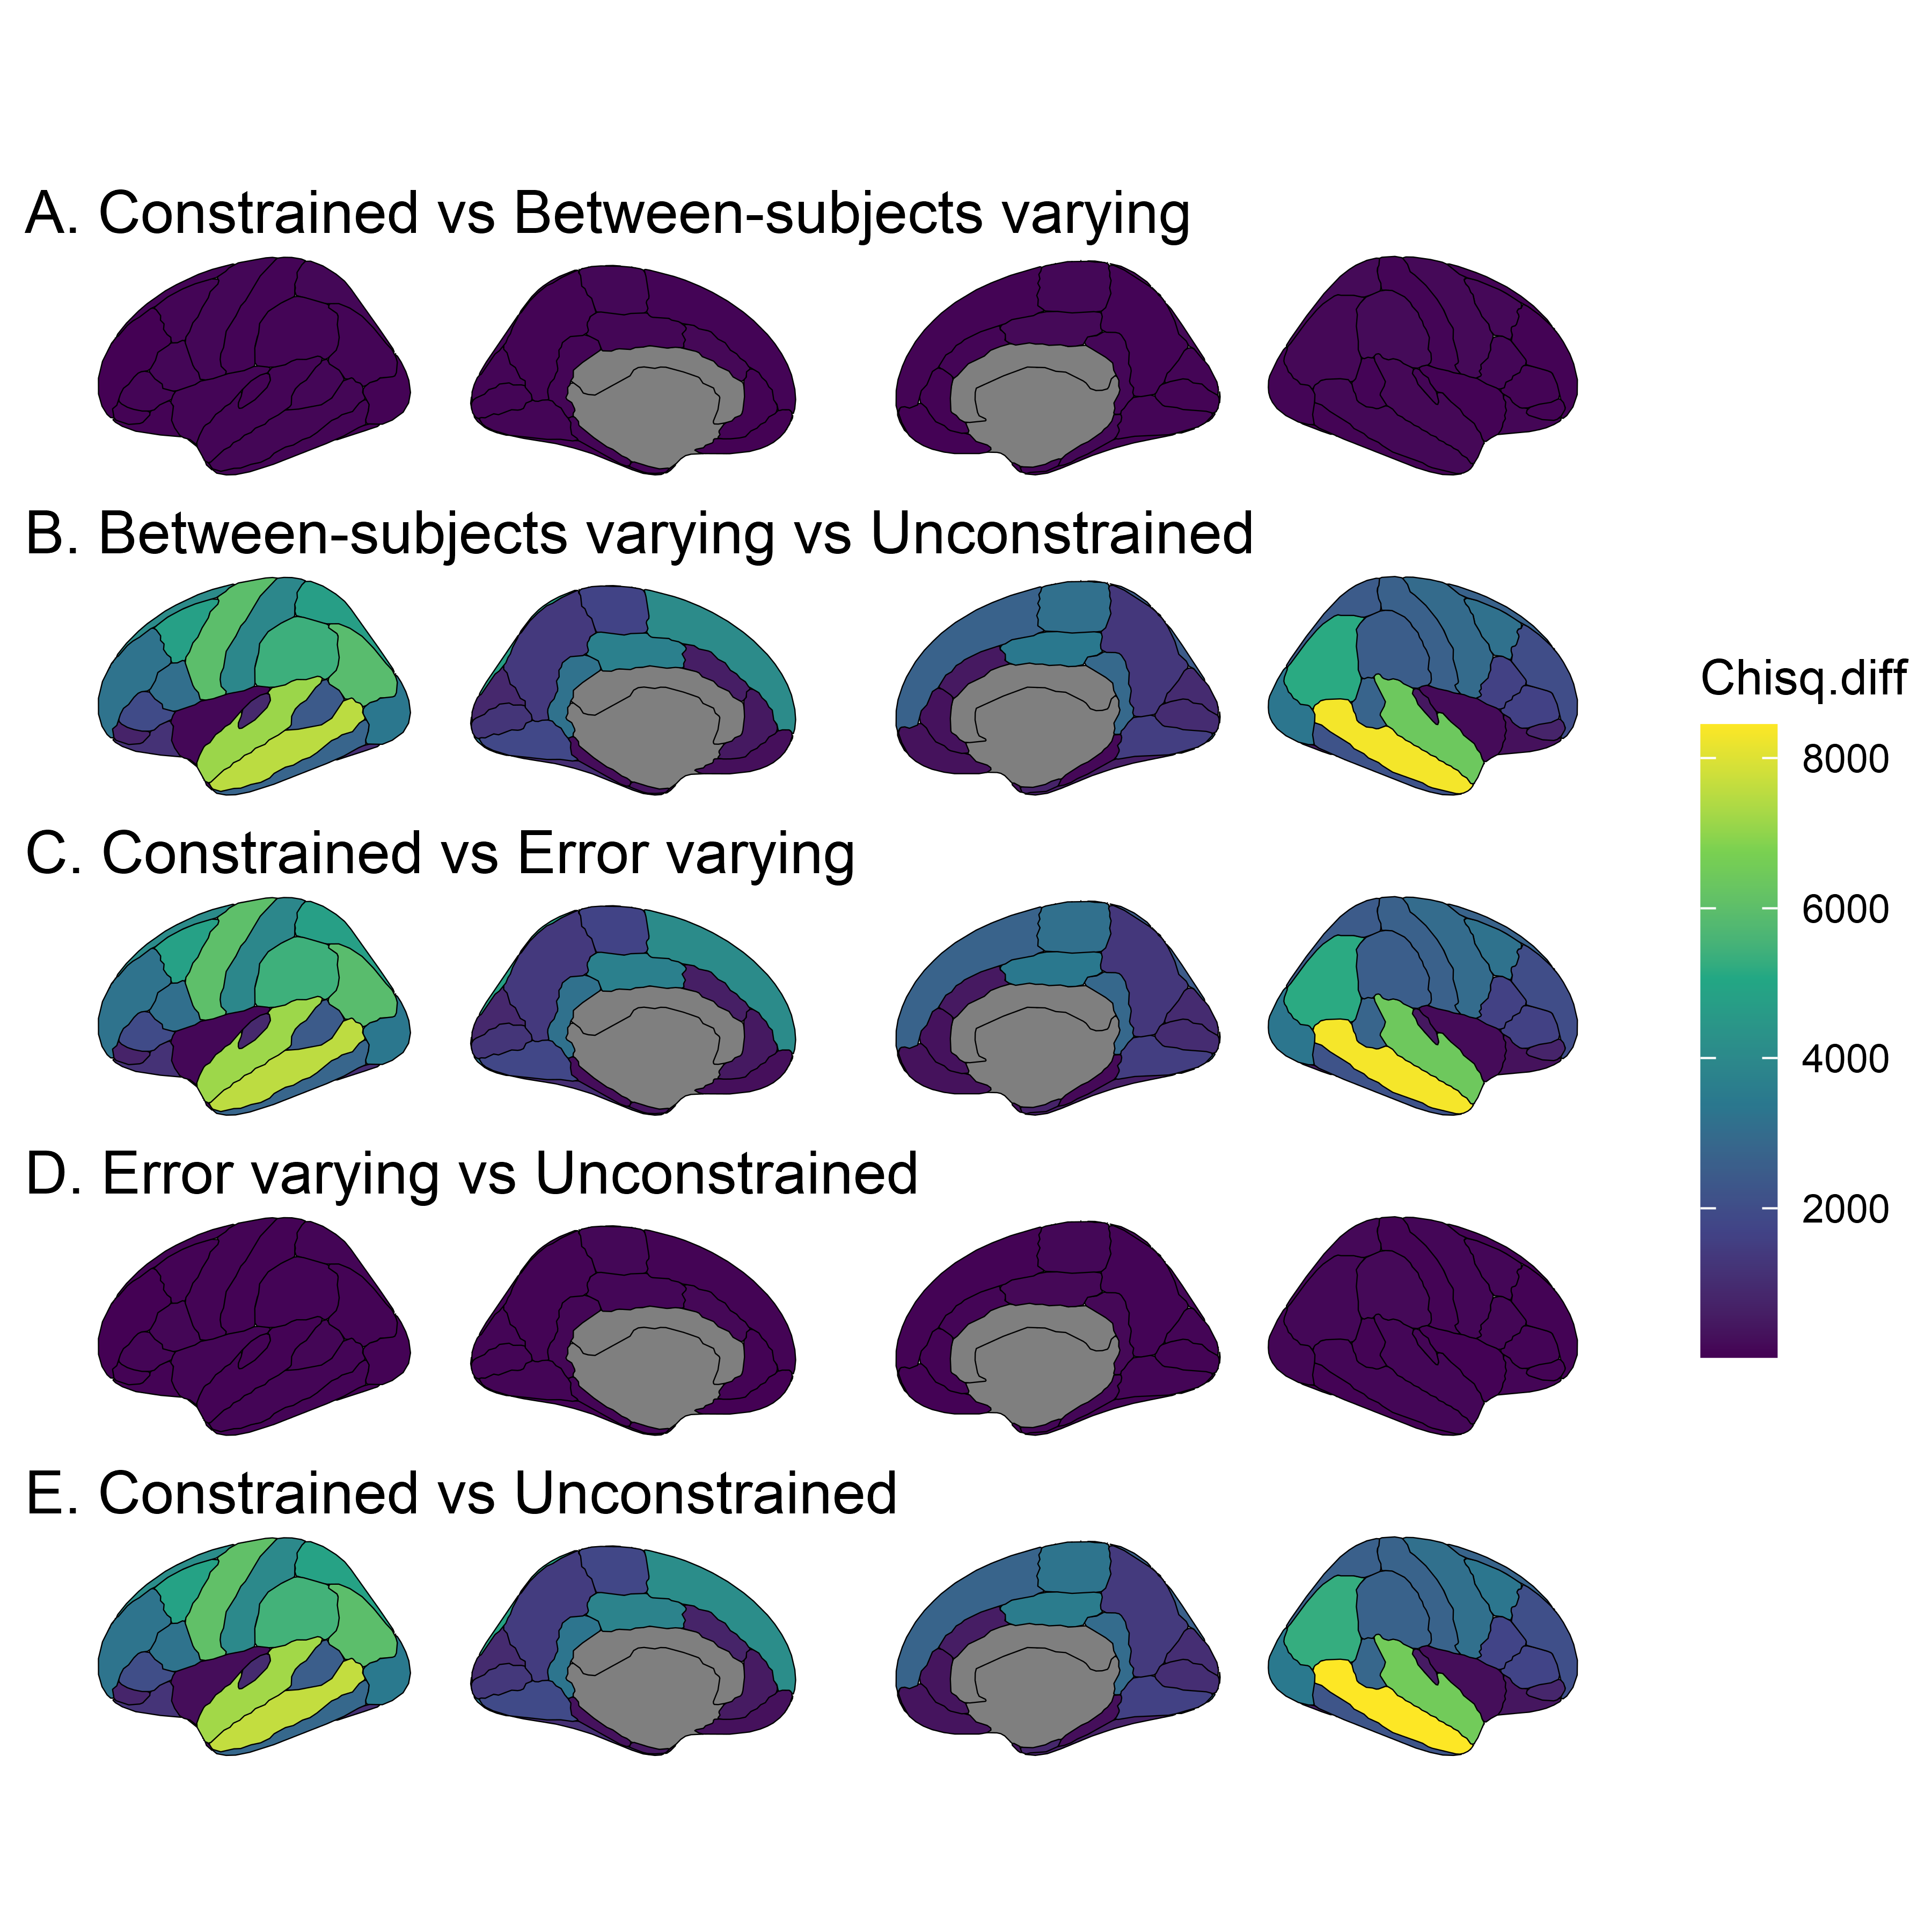 A. Constrained vs Between-subjects varying
B. Between-subjects varying vs Unconstrained
C. Constrained vs Error varying
D. Error varying vs Unconstrained
E. Constrained vs Unconstrained
Chisq.diff
8000
6000
4000
2000